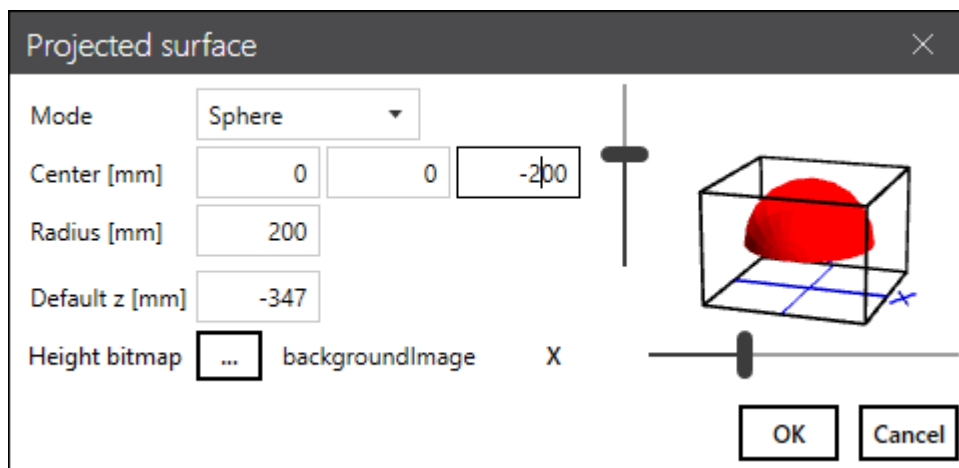 Projected surface
Mode Sphere
Center [mm] 0 0 -200
Radius [mm] 200
Default z [mm] -347
Height bitmap ... backgroundImage X
X
OK Cancel